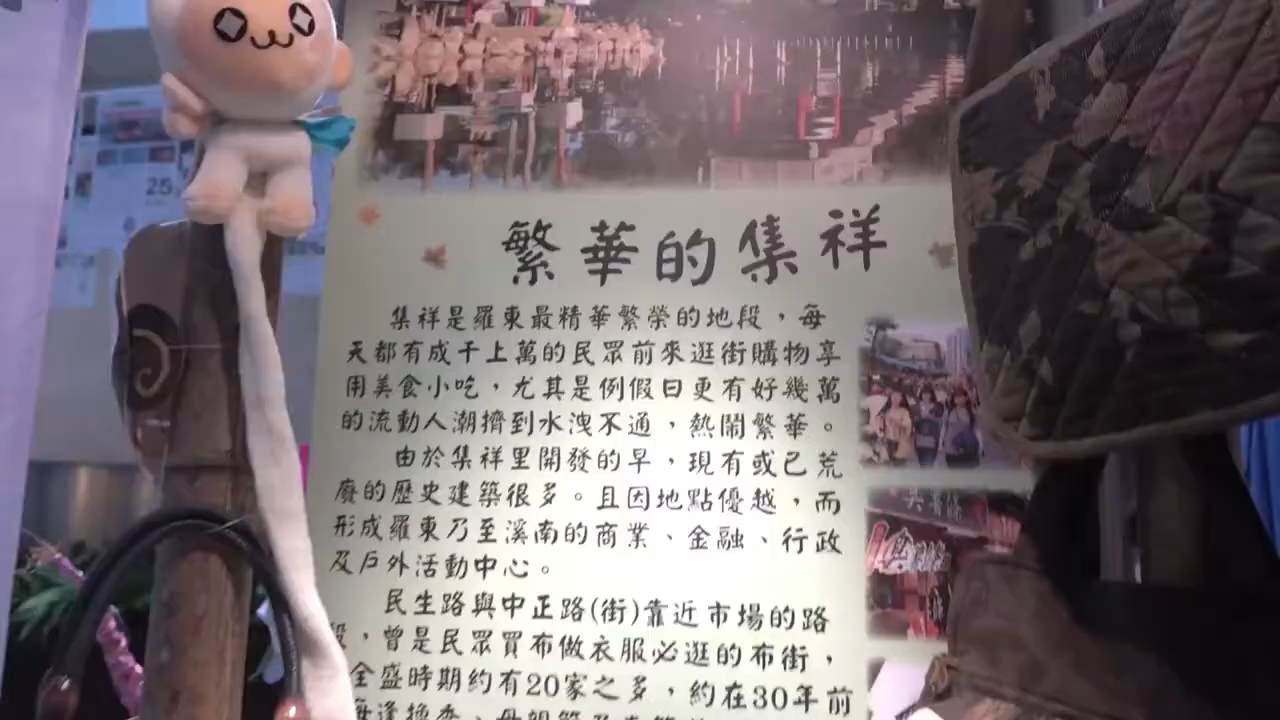 繁華的集祥
集祥是羅東最精華繁榮的地段，每
天都有成千上萬的民眾前來逛街購物享
用美食小吃，尤其是例假日更有好幾萬
的流動人潮擠到水洩不通，熱鬧繁華。
由於集祥里開發的早，現有或已荒
廢的歷史建築很多。且因地點優越，而
形成羅東乃至溪南的商業、金融、行政
及戶外活動中心。
民生路與中正路(街)靠近市場的路
段，曾是民眾買布做衣服必逛的布街，
全盛時期約有20家之多，約在30年前
25